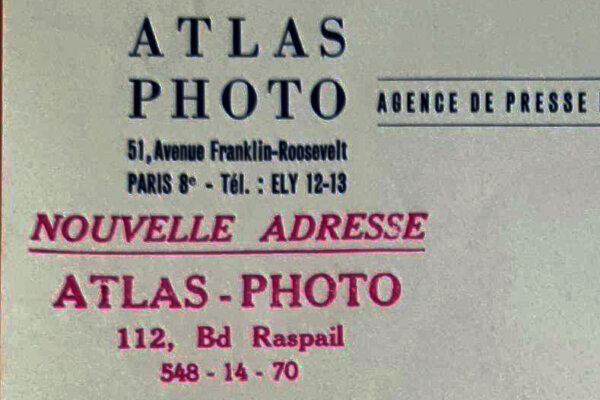 ATLAS
PHOTO
AGENCE DE PRESSE
51, Avenue Franklin-Roosevelt
PARIS 8e - Tél. : ELY 12-13
NOUVELLE ADRESSE
ATLAS - PHOTO
112, Bd Raspail
548 - 14 - 70